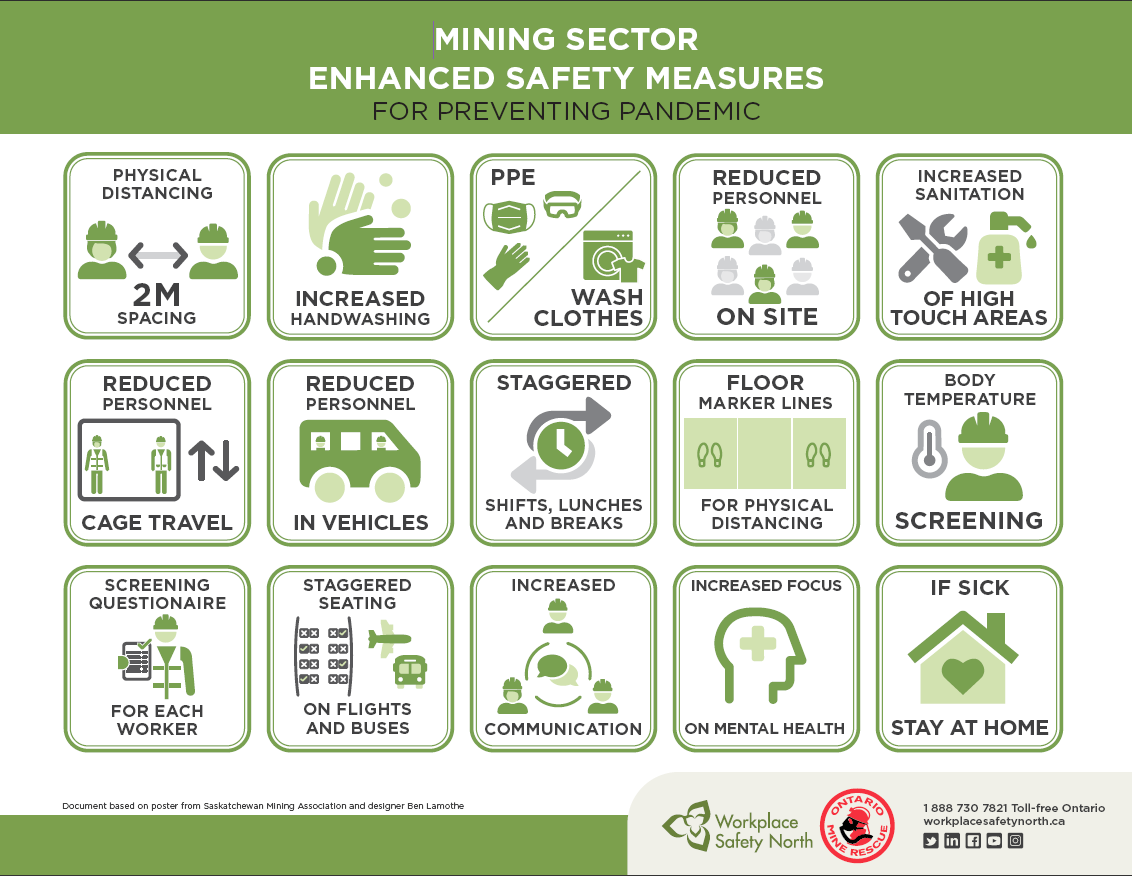 MINING SECTOR
ENHANCED SAFETY MEASURES
FOR PREVENTING PANDEMIC
PHYSICAL
DISTANCING
2M
SPACING
INCREASED
HANDWASHING
PPE
WASH
CLOTHES
REDUCED
PERSONNEL
ON SITE
INCREASED
SANITATION
OF HIGH
TOUCH AREAS
REDUCED
PERSONNEL
CAGE TRAVEL
REDUCED
PERSONNEL
IN VEHICLES
STAGGERED
SHIFTS, LUNCHES
AND BREAKS
FLOOR
MARKER LINES
FOR PHYSICAL
DISTANCING
BODY
TEMPERATURE
SCREENING
SCREENING
QUESTIONAIRE
FOR EACH
WORKER
STAGGERED
SEATING
ON FLIGHTS
AND BUSES
INCREASED
COMMUNICATION
INCREASED FOCUS
ON MENTAL HEALTH
IF SICK
STAY AT HOME
Document based on poster from Saskatchewan Mining Association and designer Ben Lamothe
Workplace
Safety North
ONTARIO
MINE RESCUE
1 888 730 7821 Toll-free Ontario
workplacesafetynorth.ca